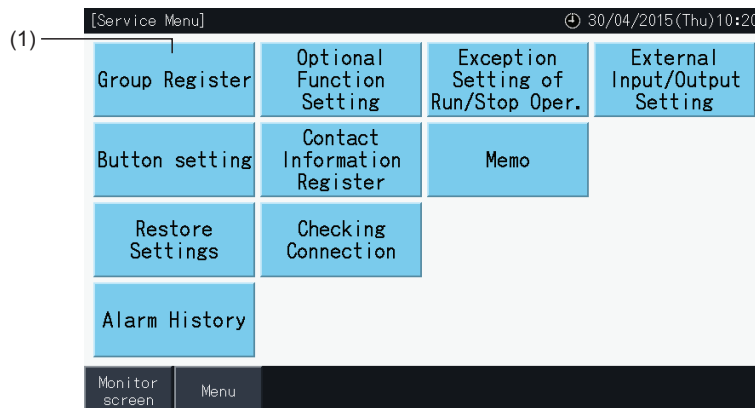 [Service Menu]
30/04/2015(Thu)10:20
(1)
Group Register
Optional
Function
Setting
Exception
Setting of
Run/Stop Oper.
External
Input/Output
Setting
Button setting
Contact
Information
Register
Memo
Restore
Settings
Checking
Connection
Alarm History
Monitor
screen
Menu